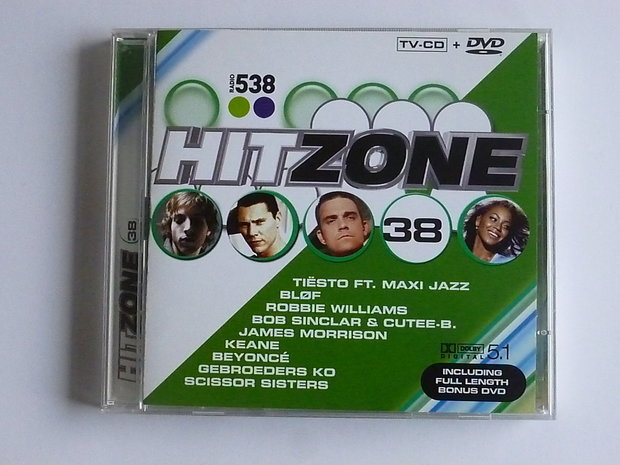 TV-CD + DVD
RADIO 538
HITZONE
38
TIËSTO FT. MAXI JAZZ
BLØF
ROBBIE WILLIAMS
BOB SINCLAR & CUTEE-B.
JAMES MORRISON
KEANE
BEYONCÉ
GEBROEDERS KO
SCISSOR SISTERS
DOLBY
DIGITAL 5.1
INCLUDING
FULL LENGTH
BONUS DVD
HITZONE 38